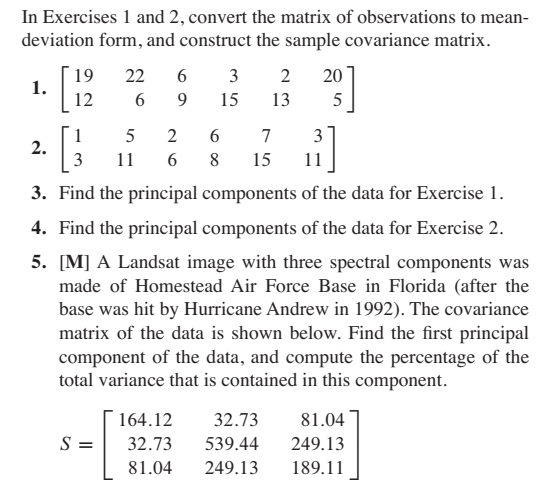 In Exercises 1 and 2, convert the matrix of observations to mean-
deviation form, and construct the sample covariance matrix.
1. [ 19 22 6 3 2 20 ]
[ 12 6 9 15 13 5 ]
2. [ 1 5 2 6 7 3 ]
[ 3 11 6 8 15 11 ]
3. Find the principal components of the data for Exercise 1.
4. Find the principal components of the data for Exercise 2.
5. [M] A Landsat image with three spectral components was
made of Homestead Air Force Base in Florida (after the
base was hit by Hurricane Andrew in 1992). The covariance
matrix of the data is shown below. Find the first principal
component of the data, and compute the percentage of the
total variance that is contained in this component.
[ 164.12 32.73 81.04 ]
S = [ 32.73 539.44 249.13 ]
[ 81.04 249.13 189.11 ]